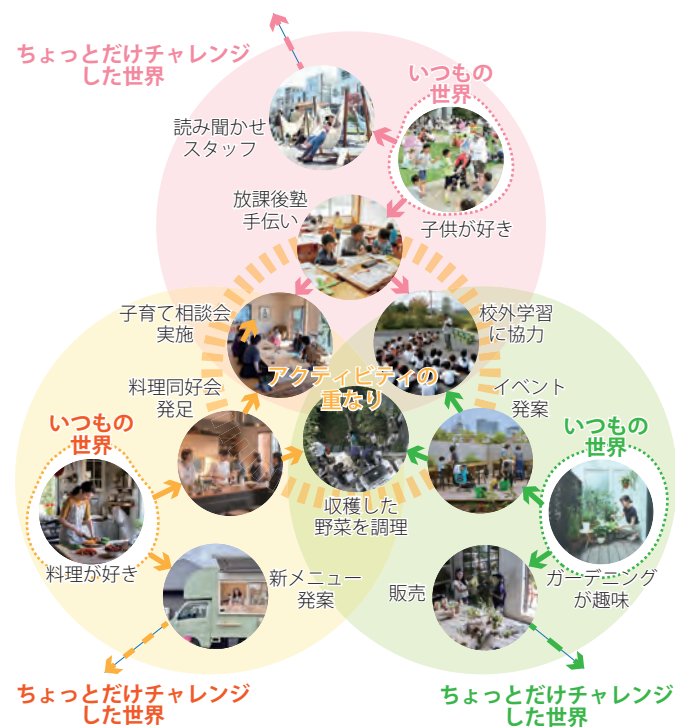 ちょっとだけチャレンジ
した世界
いつもの
世界
読み聞かせ
スタッフ
放課後塾
手伝い
子供が好き
子育て相談会
実施
校外学習
に協力
アクティビティの
重なり
料理同好会
発足
イベント
発案
いつもの
世界
いつもの
世界
収穫した
野菜を調理
料理が好き
新メニュー
発案
販売
ガーデニング
が趣味
ちょっとだけチャレンジ
した世界
ちょっとだけチャレンジ
した世界